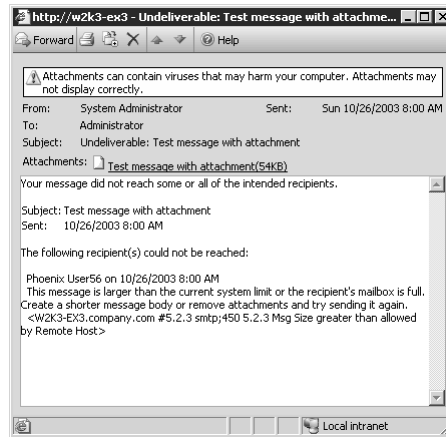 http://w2k3-ex3 - Undeliverable: Test message with attachme...
Forward Help
Attachments can contain viruses that may harm your computer. Attachments may
not display correctly.
From: System Administrator Sent: Sun 10/26/2003 8:00 AM
To: Administrator
Subject: Undeliverable: Test message with attachment
Attachments: Test message with attachment(54KB)
Your message did not reach some or all of the intended recipients.
Subject: Test message with attachment
Sent: 10/26/2003 8:00 AM
The following recipient(s) could not be reached:
Phoenix User56 on 10/26/2003 8:00 AM
This message is larger than the current system limit or the recipient's mailbox is full.
Create a shorter message body or remove attachments and try sending it again.
<W2K3-EX3.company.com #5.2.3 smtp;450 5.2.3 Msg Size greater than allowed
by Remote Host>
Local intranet